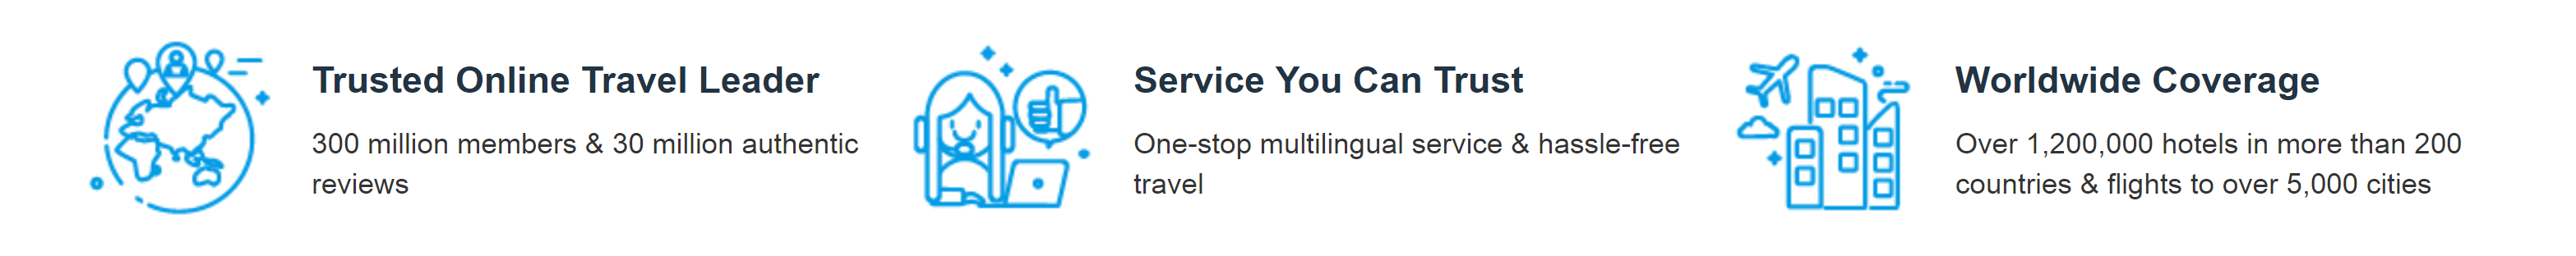 Trusted Online Travel Leader
300 million members & 30 million authentic
reviews
Service You Can Trust
One-stop multilingual service & hassle-free
travel
Worldwide Coverage
Over 1,200,000 hotels in more than 200
countries & flights to over 5,000 cities